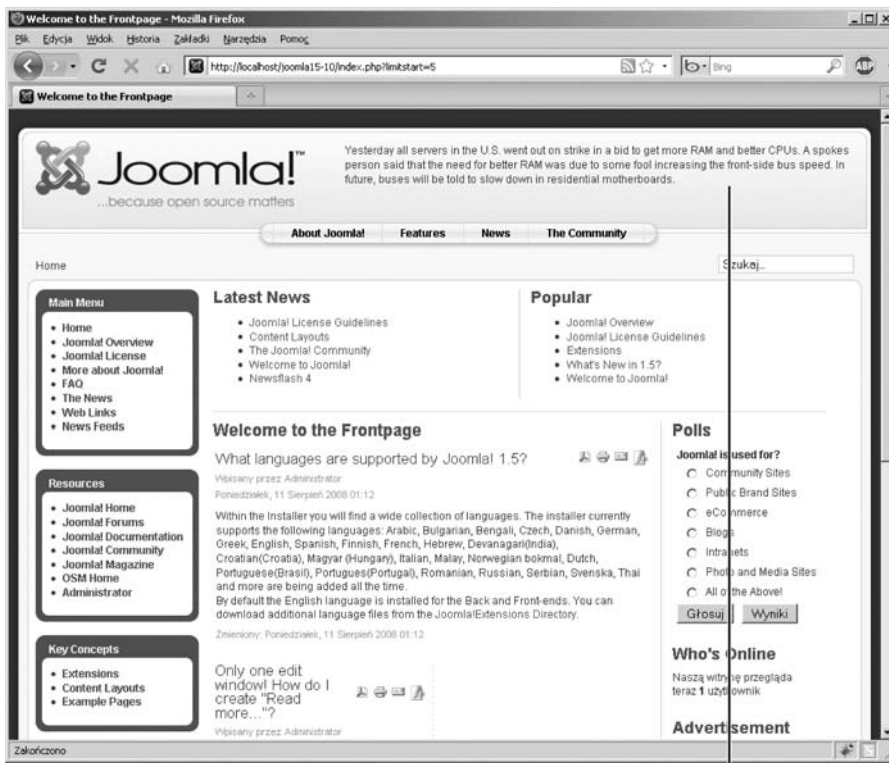 Welcome to the Frontpage - Mozilla Firefox
Plik Edycja Widok Historia Zakładki Narzędzia Pomoc
http://localhost/joomla15-10/index.php?limitstart=5
Bing
ABP
Welcome to the Frontpage
Joomla!™
...because open source matters
Yesterday all servers in the U.S. went out on strike in a bid to get more RAM and better CPUs. A spokes
person said that the need for better RAM was due to some fool increasing the front-side bus speed. In
future, buses will be told to slow down in residential motherboards.
About Joomla! Features News The Community
Home
Szukaj...
Main Menu
Home
Joomla! Overview
Joomla! License
More about Joomla!
FAQ
The News
Web Links
News Feeds
Resources
Joomla! Home
Joomla! Forums
Joomla! Documentation
Joomla! Community
Joomla! Magazine
OSM Home
Administrator
Key Concepts
Extensions
Content Layouts
Example Pages
Latest News
Joomla! License Guidelines
Content Layouts
The Joomla! Community
Welcome to Joomla!
Newsflash 4
Popular
Joomla! Overview
Joomla! License Guidelines
Extensions
What's New in 1.5?
Welcome to Joomla!
Welcome to the Frontpage
What languages are supported by Joomla! 1.5?
Wpisany przez Administrator
Poniedziałek, 11 Sierpień 2008 01:12
Within the Installer you will find a wide collection of languages. The installer currently
supports the following languages: Arabic, Bulgarian, Bengali, Czech, Danish, German,
Greek, English, Spanish, Finnish, French, Hebrew, Devanagari(India),
Croatian(Croatia), Magyar (Hungary), Italian, Malay, Norwegian bokmal, Dutch,
Portuguese(Brasil), Portugues(Portugal), Romanian, Russian, Serbian, Svenska, Thai
and more are being added all the time.
By default the English language is installed for the Back and Front-ends. You can
download additional language files from the Joomla!Extensions Directory.
Zmieniony: Poniedziałek, 11 Sierpień 2008 01:12
Only one edit
window! How do I
create "Read
more..."?
Wpisany przez Administrator
Polls
Joomla! is used for?
Community Sites
Public Brand Sites
eCommerce
Blogs
Intranets
Photo and Media Sites
All of the Above!
Głosuj Wyniki
Who's Online
Naszą witrynę przegląda
teraz 1 użytkownik
Advertisement
Zakończono